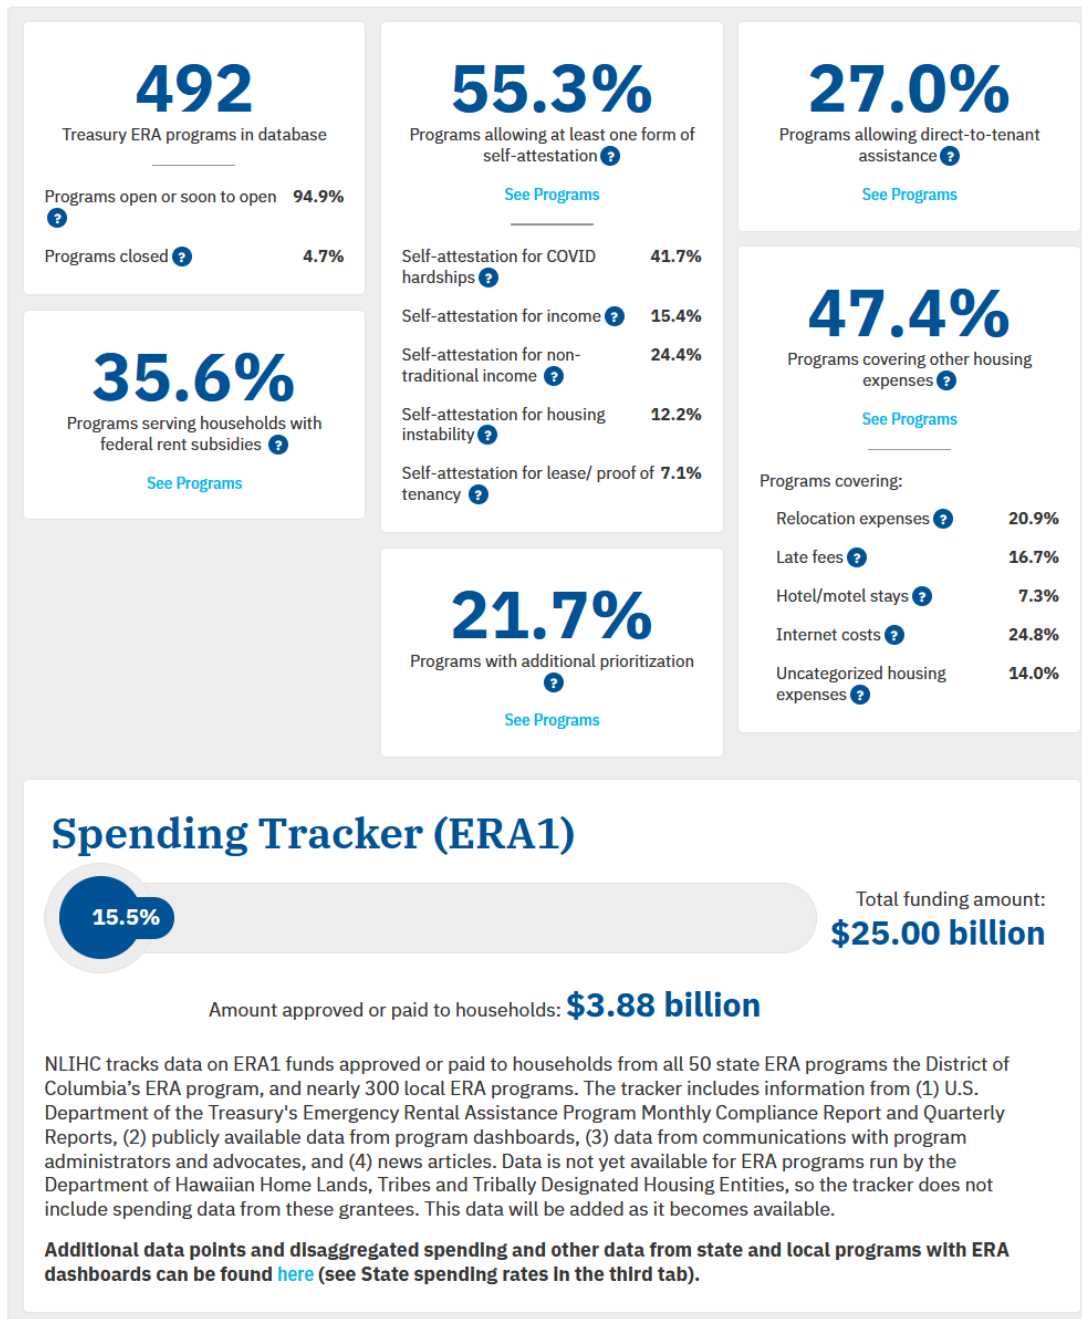 492
Treasury ERA programs in database
Programs open or soon to open 94.9%
?
Programs closed ? 4.7%
35.6%
Programs serving households with
federal rent subsidies ?
See Programs
55.3%
Programs allowing at least one form of
self-attestation ?
See Programs
Self-attestation for COVID 41.7%
hardships ?
Self-attestation for income ? 15.4%
Self-attestation for non- 24.4%
traditional income ?
Self-attestation for housing 12.2%
instability ?
Self-attestation for lease/ proof of 7.1%
tenancy ?
21.7%
Programs with additional prioritization
?
See Programs
27.0%
Programs allowing direct-to-tenant
assistance ?
See Programs
47.4%
Programs covering other housing
expenses ?
See Programs
Programs covering:
Relocation expenses ? 20.9%
Late fees ? 16.7%
Hotel/motel stays ? 7.3%
Internet costs ? 24.8%
Uncategorized housing 14.0%
expenses ?
Spending Tracker (ERA1)
15.5%
Total funding amount:
$25.00 billion
Amount approved or paid to households: $3.88 billion
NLIHC tracks data on ERA1 funds approved or paid to households from all 50 state ERA programs the District of
Columbia's ERA program, and nearly 300 local ERA programs. The tracker includes information from (1) U.S.
Department of the Treasury's Emergency Rental Assistance Program Monthly Compliance Report and Quarterly
Reports, (2) publicly available data from program dashboards, (3) data from communications with program
administrators and advocates, and (4) news articles. Data is not yet available for ERA programs run by the
Department of Hawaiian Home Lands, Tribes and Tribally Designated Housing Entities, so the tracker does not
include spending data from these grantees. This data will be added as it becomes available.
Additional data points and disaggregated spending and other data from state and local programs with ERA
dashboards can be found here (see State spending rates in the third tab).